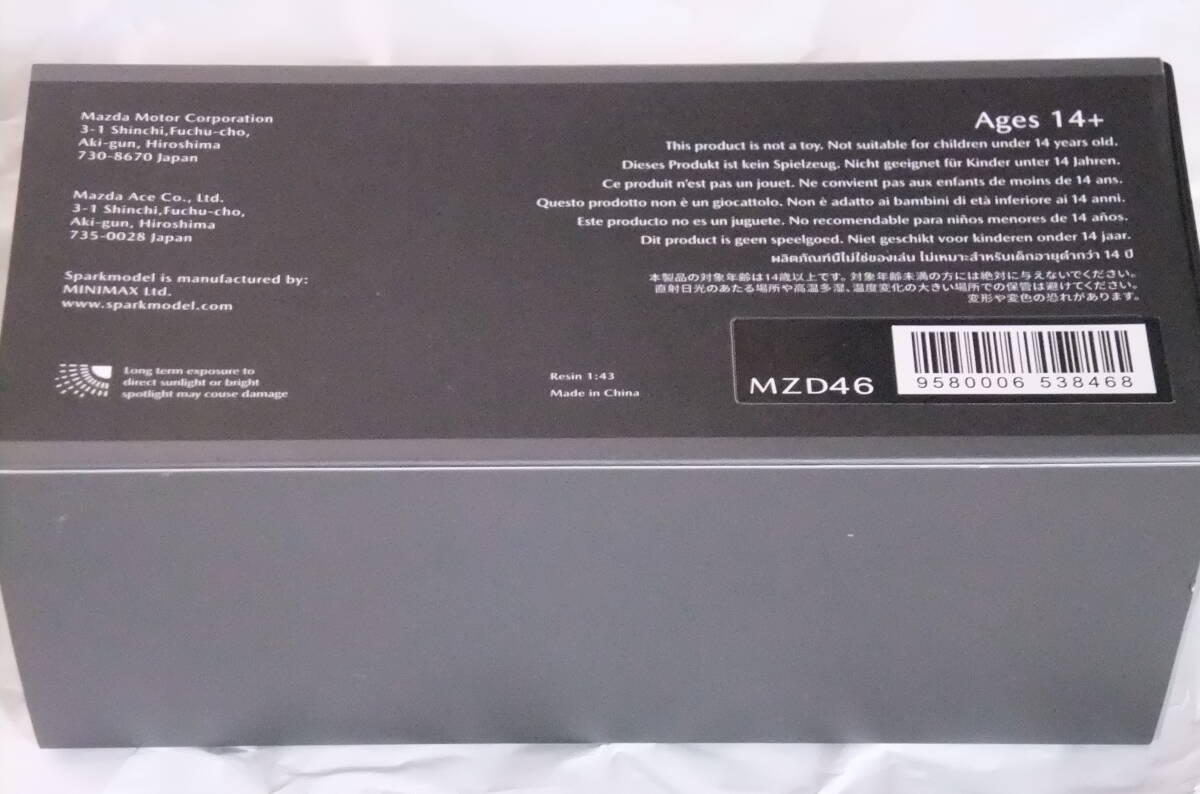 Mazda Motor Corporation
3-1 Shinchi,Fuchu-cho,
Aki-gun, Hiroshima
730-8670 Japan
Mazda Ace Co., Ltd.
3-1 Shinchi,Fuchu-cho,
Aki-gun, Hiroshima
735-0028 Japan
Sparkmodel is manufactured by:
MINIMAX Ltd.
www.sparkmodel.com
Long term exposure to
direct sunlight or bright
spotlight may couse damage
Resin 1:43
Made in China
Ages 14+
This product is not a toy. Not suitable for children under 14 years old.
Dieses Produkt ist kein Spielzeug. Nicht geeignet für Kinder unter 14 Jahren.
Ce produit n'est pas un jouet. Ne convient pas aux enfants de moins de 14 ans.
Questo prodotto non è un giocattolo. Non è adatto ai bambini di età inferiore ai 14 anni.
Este producto no es un juguete. No recomendable para niños menores de 14 años.
Dit product is geen speelgoed. Niet geschikt voor kinderen onder 14 jaar.
ผลิตภัณฑ์นี้ไม่ใช่ของเล่น ไม่เหมาะสำหรับเด็กอายุต่ำกว่า 14 ปี
本製品の対象年齢は14歳以上です。対象年齢未満の方には絶対に与えないでください。
直射日光のあたる場所や高温多湿、温度変化の大きい場所での保管は避けてください。
変形や変色の恐れがあります。
MZD46
9580006 538468